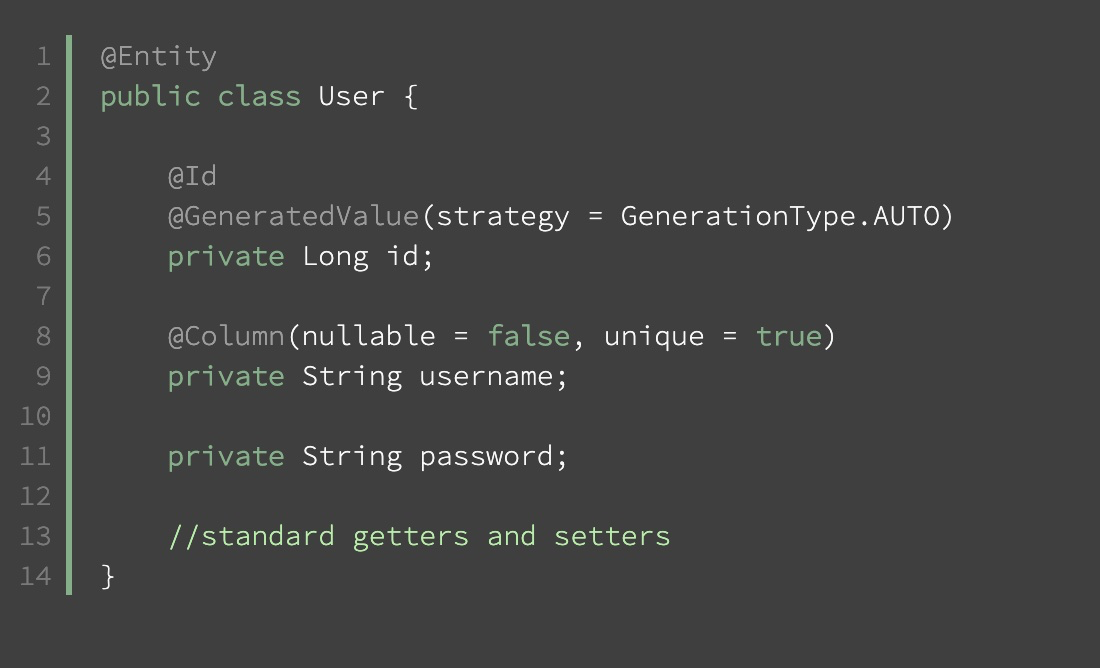 1 @Entity
2 public class User {
3
4 @Id
5 @GeneratedValue(strategy = GenerationType.AUTO)
6 private Long id;
7
8 @Column(nullable = false, unique = true)
9 private String username;
10
11 private String password;
12
13 //standard getters and setters
14 }